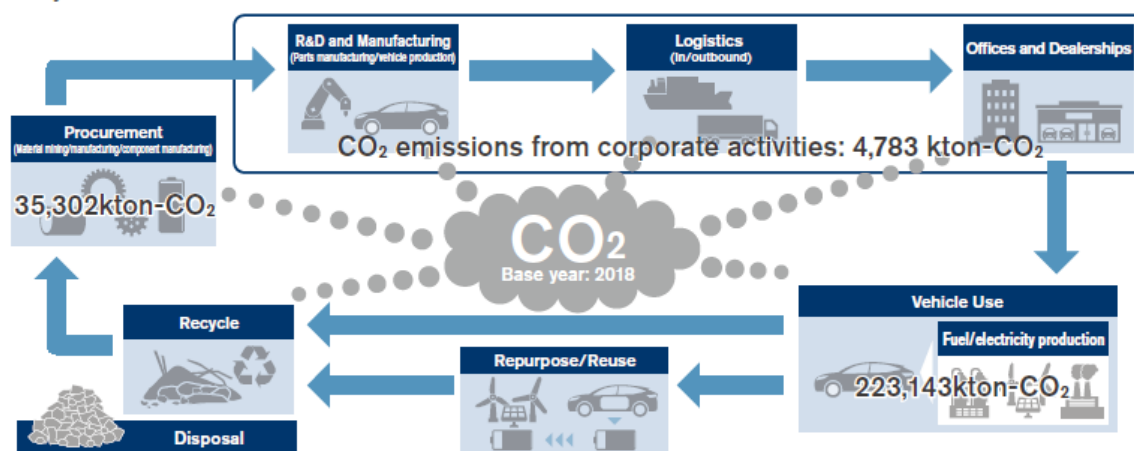 R&D and Manufacturing
(Parts manufacturing/vehicle production)
Logistics
(In/outbound)
Offices and Dealerships
Procurement
(Material mining/manufacturing/component manufacturing)
CO₂ emissions from corporate activities: 4,783 kton-CO₂
35,302kton-CO₂
CO₂
Base year: 2018
Vehicle Use
Fuel/electricity production
223,143kton-CO₂
Recycle
Repurpose/Reuse
Disposal